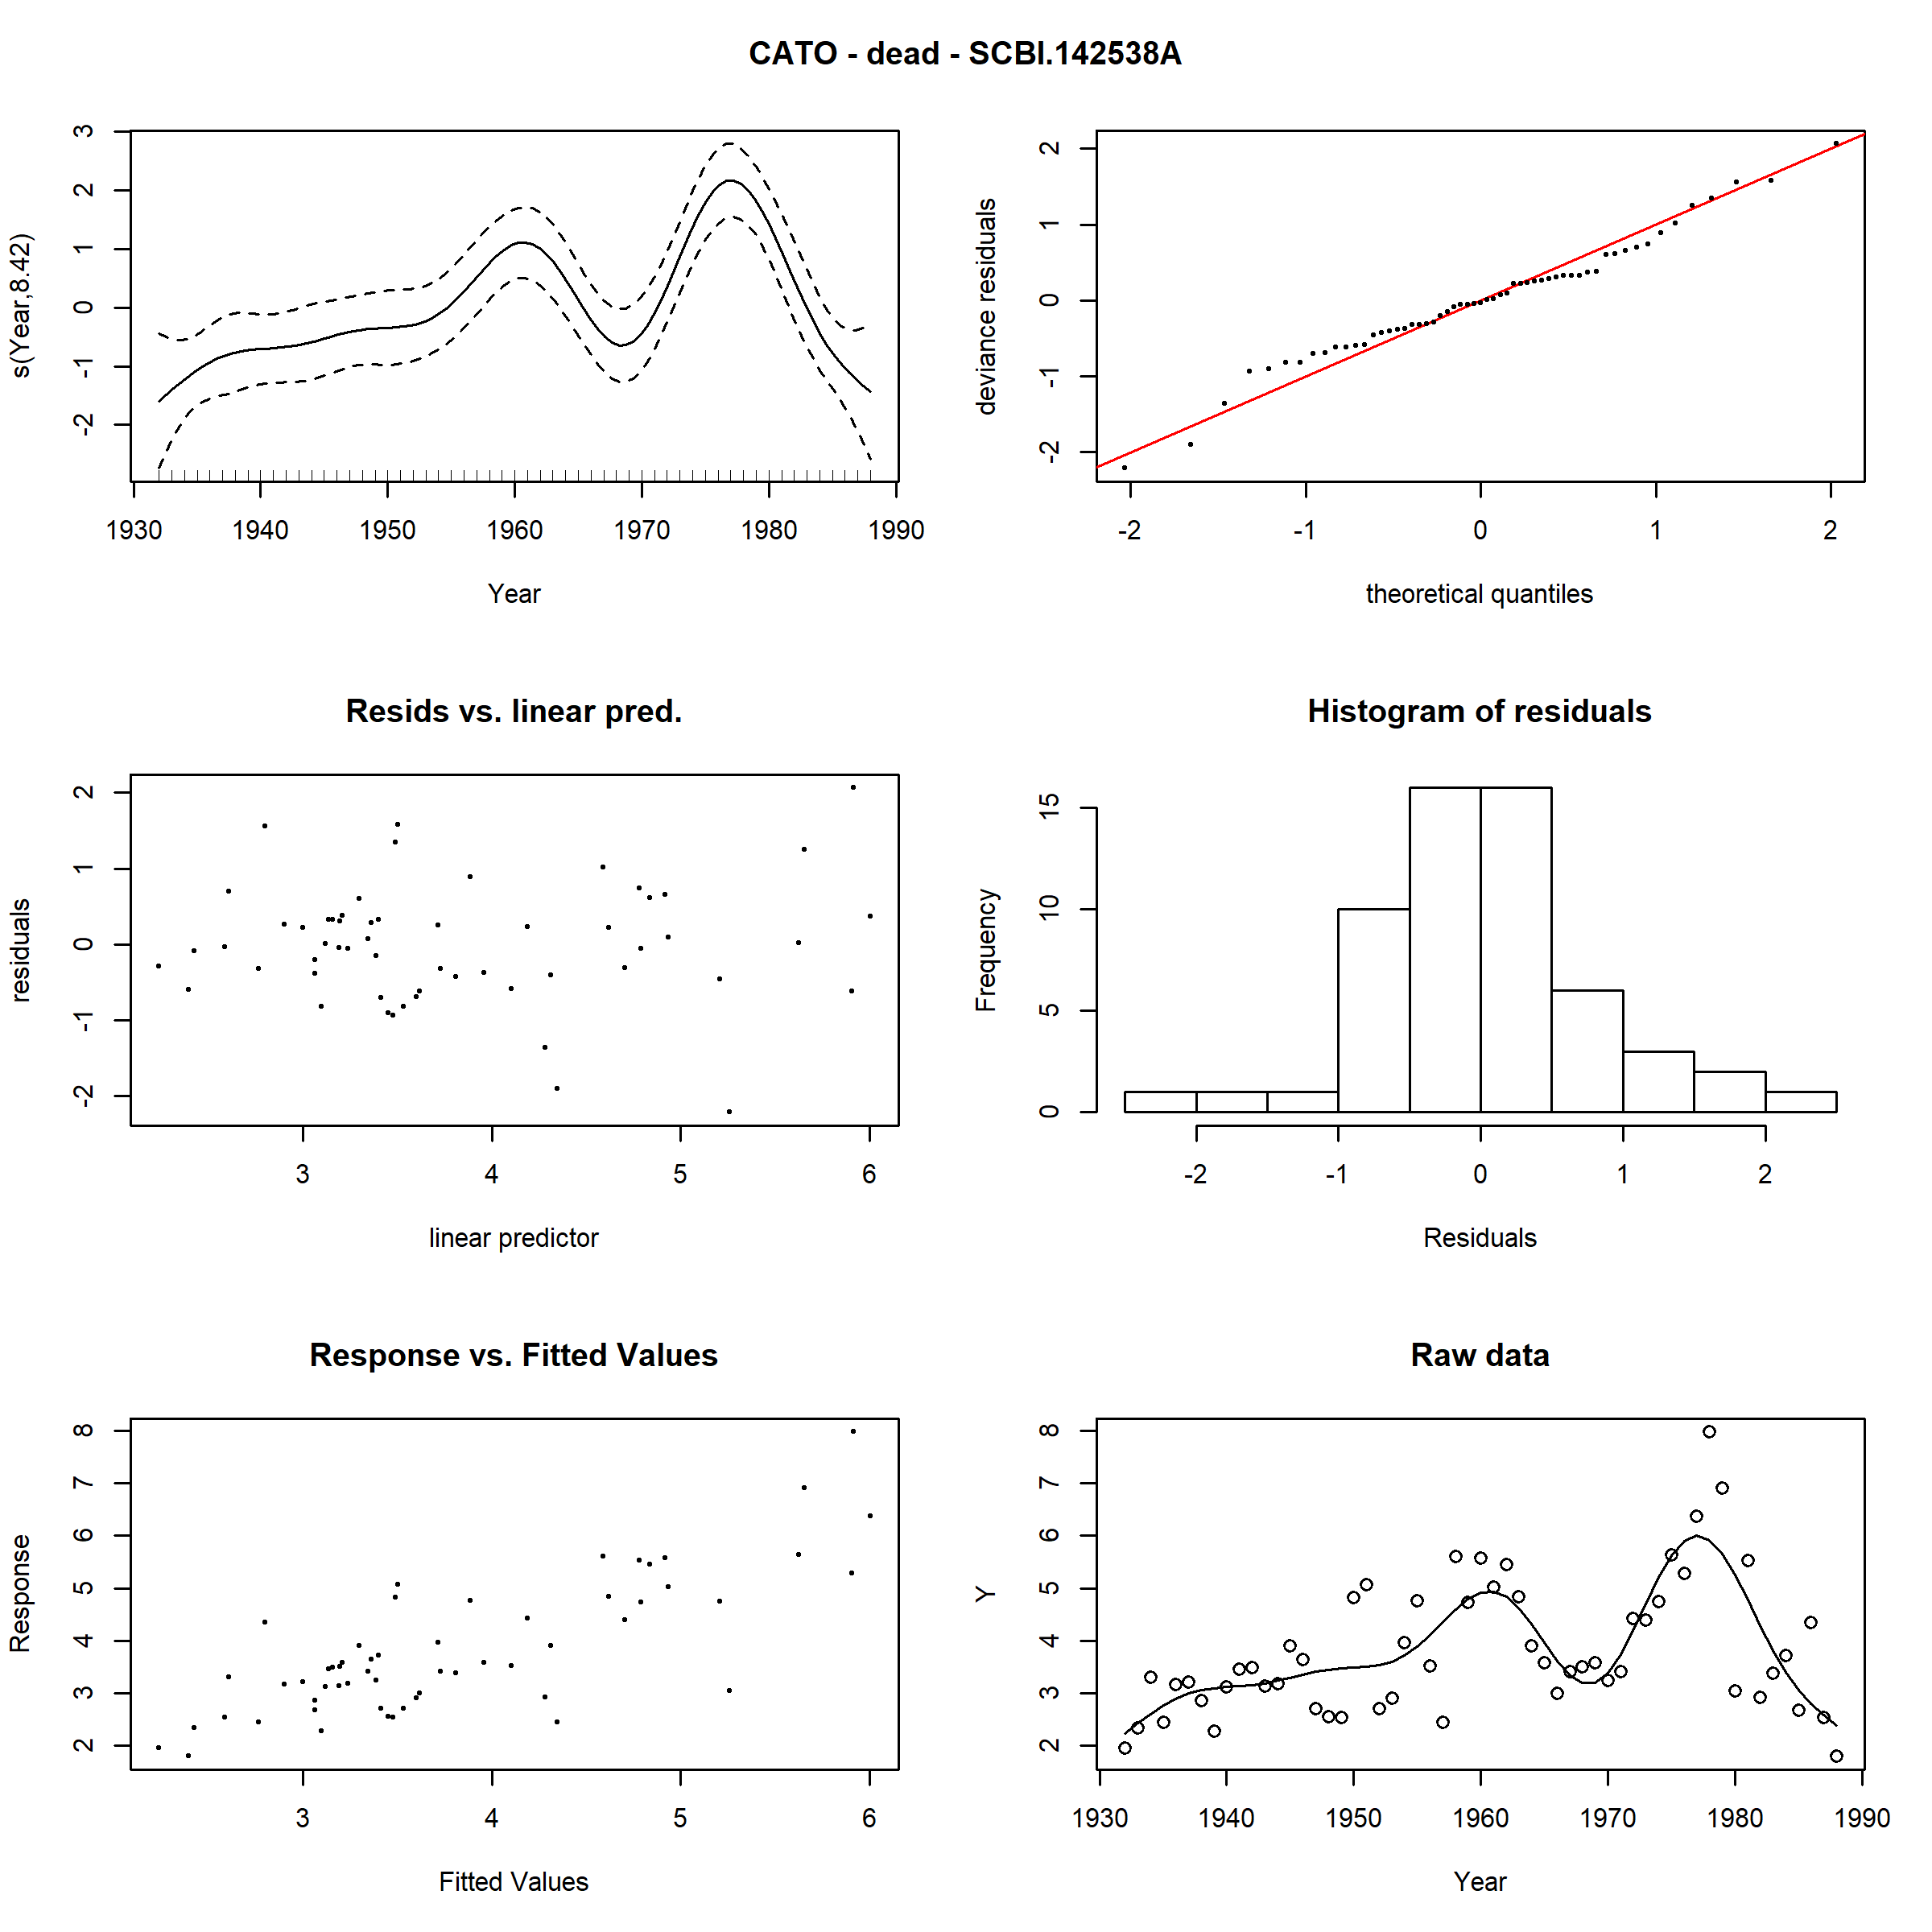 CATO - dead - SCBI.142538A
s(Year,8.42)
3
2
1
0
-1
-2
1930 1940 1950 1960 1970 1980 1990
Year
deviance residuals
2
1
0
-1
-2
-2 -1 0 1 2
theoretical quantiles
Resids vs. linear pred.
residuals
2
1
0
-1
-2
3 4 5 6
linear predictor
Histogram of residuals
Frequency
15
10
5
0
-2 -1 0 1 2
Residuals
Response vs. Fitted Values
Response
8
7
6
5
4
3
2
3 4 5 6
Fitted Values
Raw data
Y
8
7
6
5
4
3
2
1930 1940 1950 1960 1970 1980 1990
Year